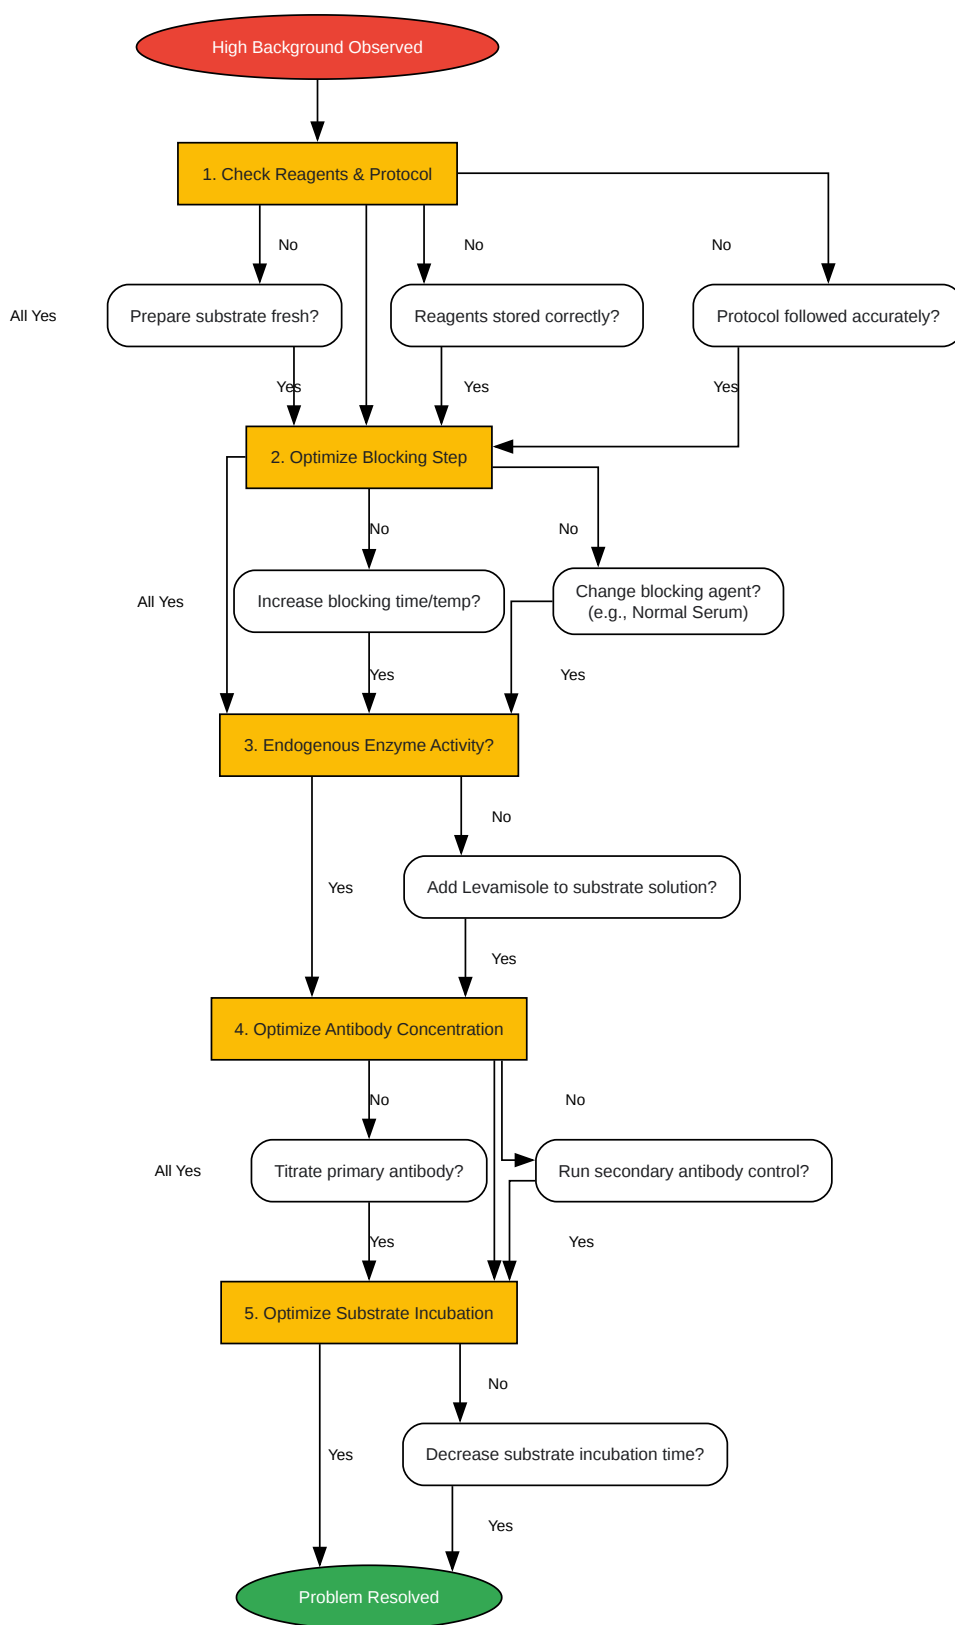 High Background Observed
1. Check Reagents & Protocol
No
No
No
All Yes
Prepare substrate fresh?
Reagents stored correctly?
Protocol followed accurately?
Yes
Yes
Yes
2. Optimize Blocking Step
No
No
All Yes
Increase blocking time/temp?
Change blocking agent?
(e.g., Normal Serum)
Yes
Yes
3. Endogenous Enzyme Activity?
No
Yes
Add Levamisole to substrate solution?
Yes
4. Optimize Antibody Concentration
No
No
All Yes
Titrate primary antibody?
Run secondary antibody control?
Yes
Yes
5. Optimize Substrate Incubation
No
Yes
Decrease substrate incubation time?
Yes
Problem Resolved